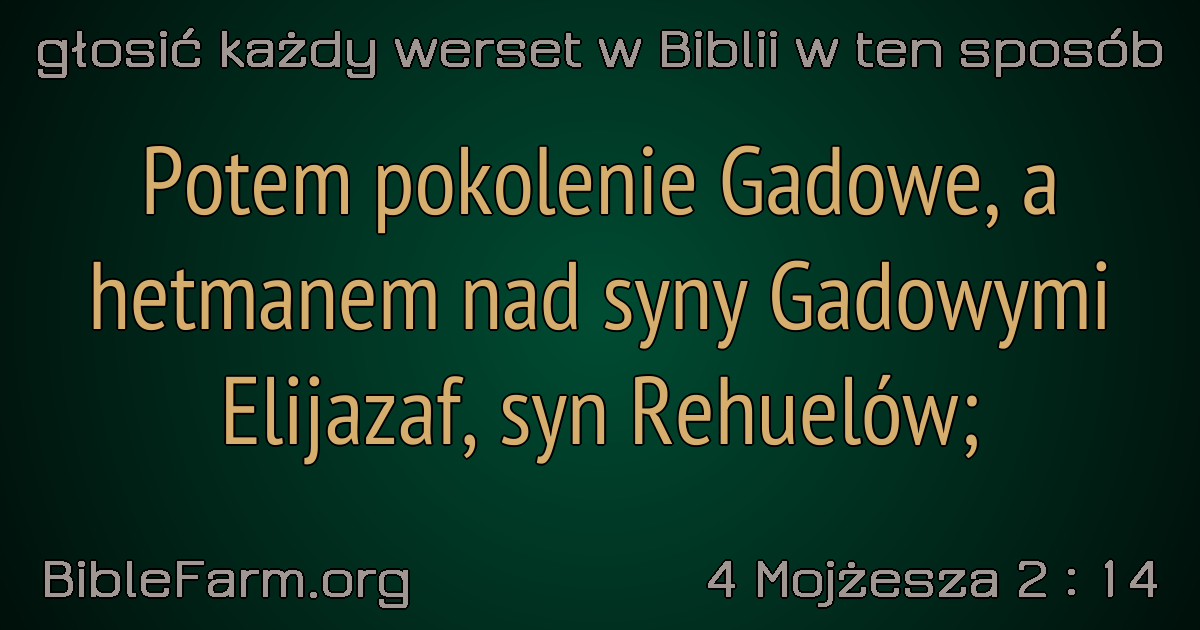 głosić każdy werset w Biblii w ten sposób
Potem pokolenie Gadowe, a
hetmanem nad syny Gadowymi
Elijazaf, syn Rehuelów;
BibleFarm.org
4 Mojżesza 2 : 14